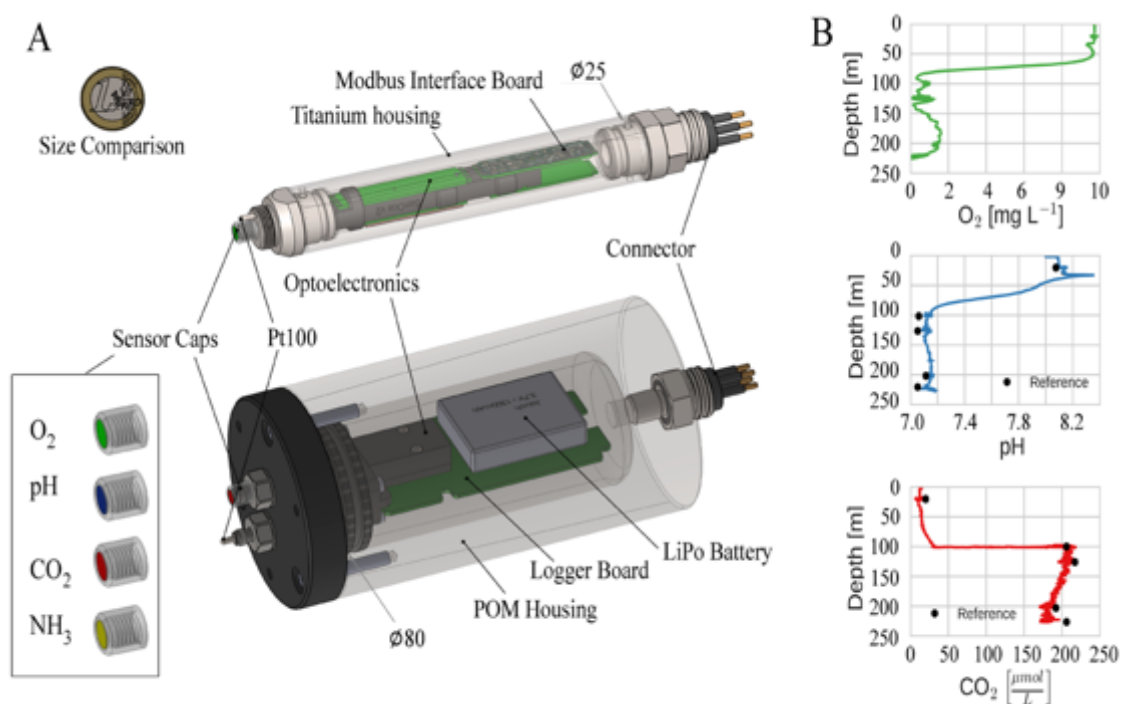 A
Size Comparison
Modbus Interface Board
Titanium housing
Ø25
Connector
Optoelectronics
Sensor Caps
Pt100
O2
pH
CO2
NH3
LiPo Battery
Logger Board
POM Housing
Ø80
B
0
50
100
150
200
250
Depth [m]
0 2 4 6 8 10
O2 [mg L−1]
0
50
100
150
200
250
Depth [m]
Reference
7.0 7.4 7.8 8.2
pH
0
50
100
150
200
250
Depth [m]
Reference
0 50 100 150 200 250
CO2 [μmol/L]